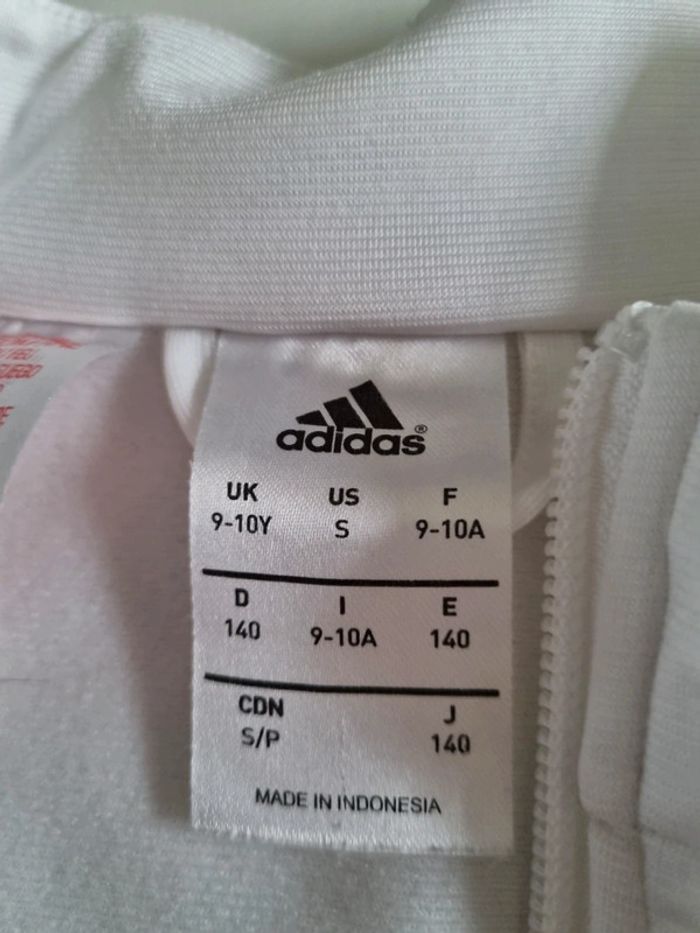 adidas®
UK US F
9-10Y S 9-10A
D I E
140 9-10A 140
CDN J
S/P 140
MADE IN INDONESIA